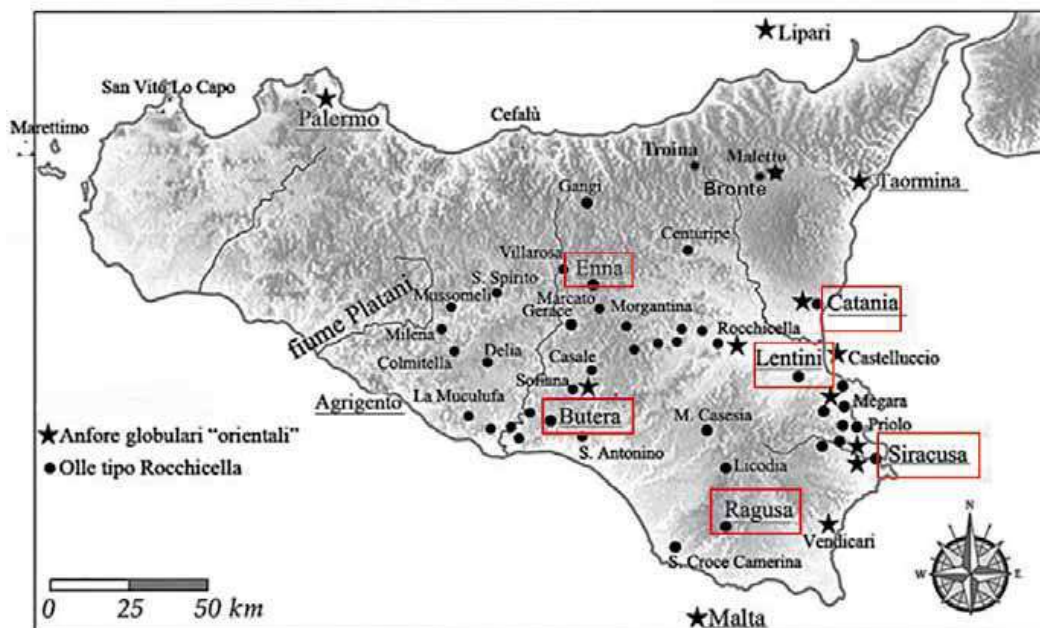 Lipari
San Vito Lo Capo
Palermo
Cefalù
Marettimo
Troina
Maletto
Bronte
Taormina
Gangi
Centuripe
Villarosa
Enna
S. Spirito
Mussomeli
Marcato
Morgantina
Gerace
Catania
fiume Platani
Milena
Rocchicella
Lentini
Castelluccio
Colmitella
Delia
Casale
Sofiana
Agrigento
La Muculufa
Butera
M. Casesia
Megara
Priolo
Anfore globulari “orientali”
Olle tipo Rocchicella
S. Antonino
Licodia
Siracusa
Ragusa
Vendicari
S. Croce Camerina
Malta
0 25 50 km
N
W E
S